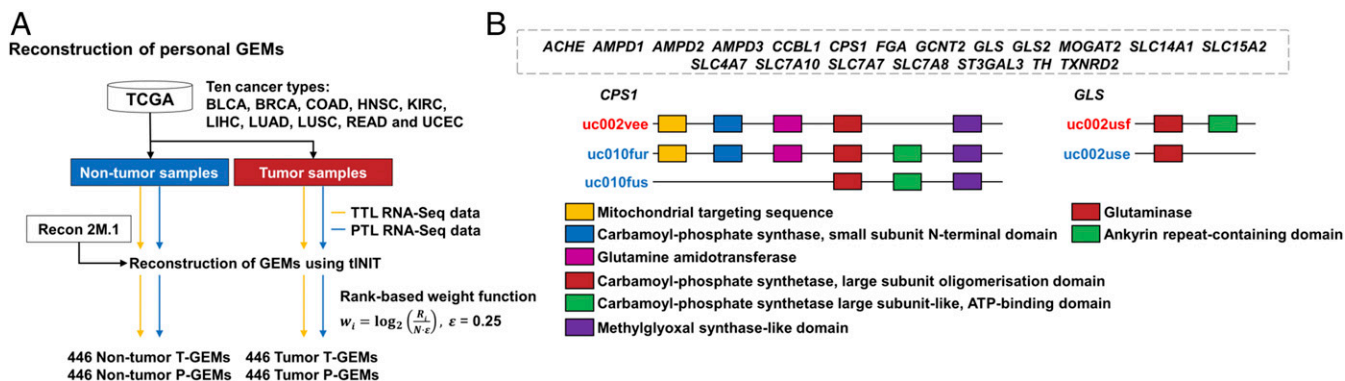 A
Reconstruction of personal GEMs
TCGA
Ten cancer types:
BLCA, BRCA, COAD, HNSC, KIRC,
LIHC, LUAD, LUSC, READ and UCEC
Non-tumor samples
Tumor samples
TTL RNA-Seq data
PTL RNA-Seq data
Recon 2M.1
Reconstruction of GEMs using tINIT
Rank-based weight function
w_i = log_2 (R_i / N·ε), ε = 0.25
446 Non-tumor T-GEMs
446 Non-tumor P-GEMs
446 Tumor T-GEMs
446 Tumor P-GEMs
B
ACHE AMPD1 AMPD2 AMPD3 CCBL1 CPS1 FGA GCNT2 GLS GLS2 MOGAT2 SLC14A1 SLC15A2
SLC4A7 SLC7A10 SLC7A7 SLC7A8 ST3GAL3 TH TXNRD2
CPS1
uc002vee
uc010fur
uc010fus
Mitochondrial targeting sequence
Carbamoyl-phosphate synthase, small subunit N-terminal domain
Glutamine amidotransferase
Carbamoyl-phosphate synthetase, large subunit oligomerisation domain
Carbamoyl-phosphate synthetase large subunit-like, ATP-binding domain
Methylglyoxal synthase-like domain
GLS
uc002usf
uc002use
Glutaminase
Ankyrin repeat-containing domain